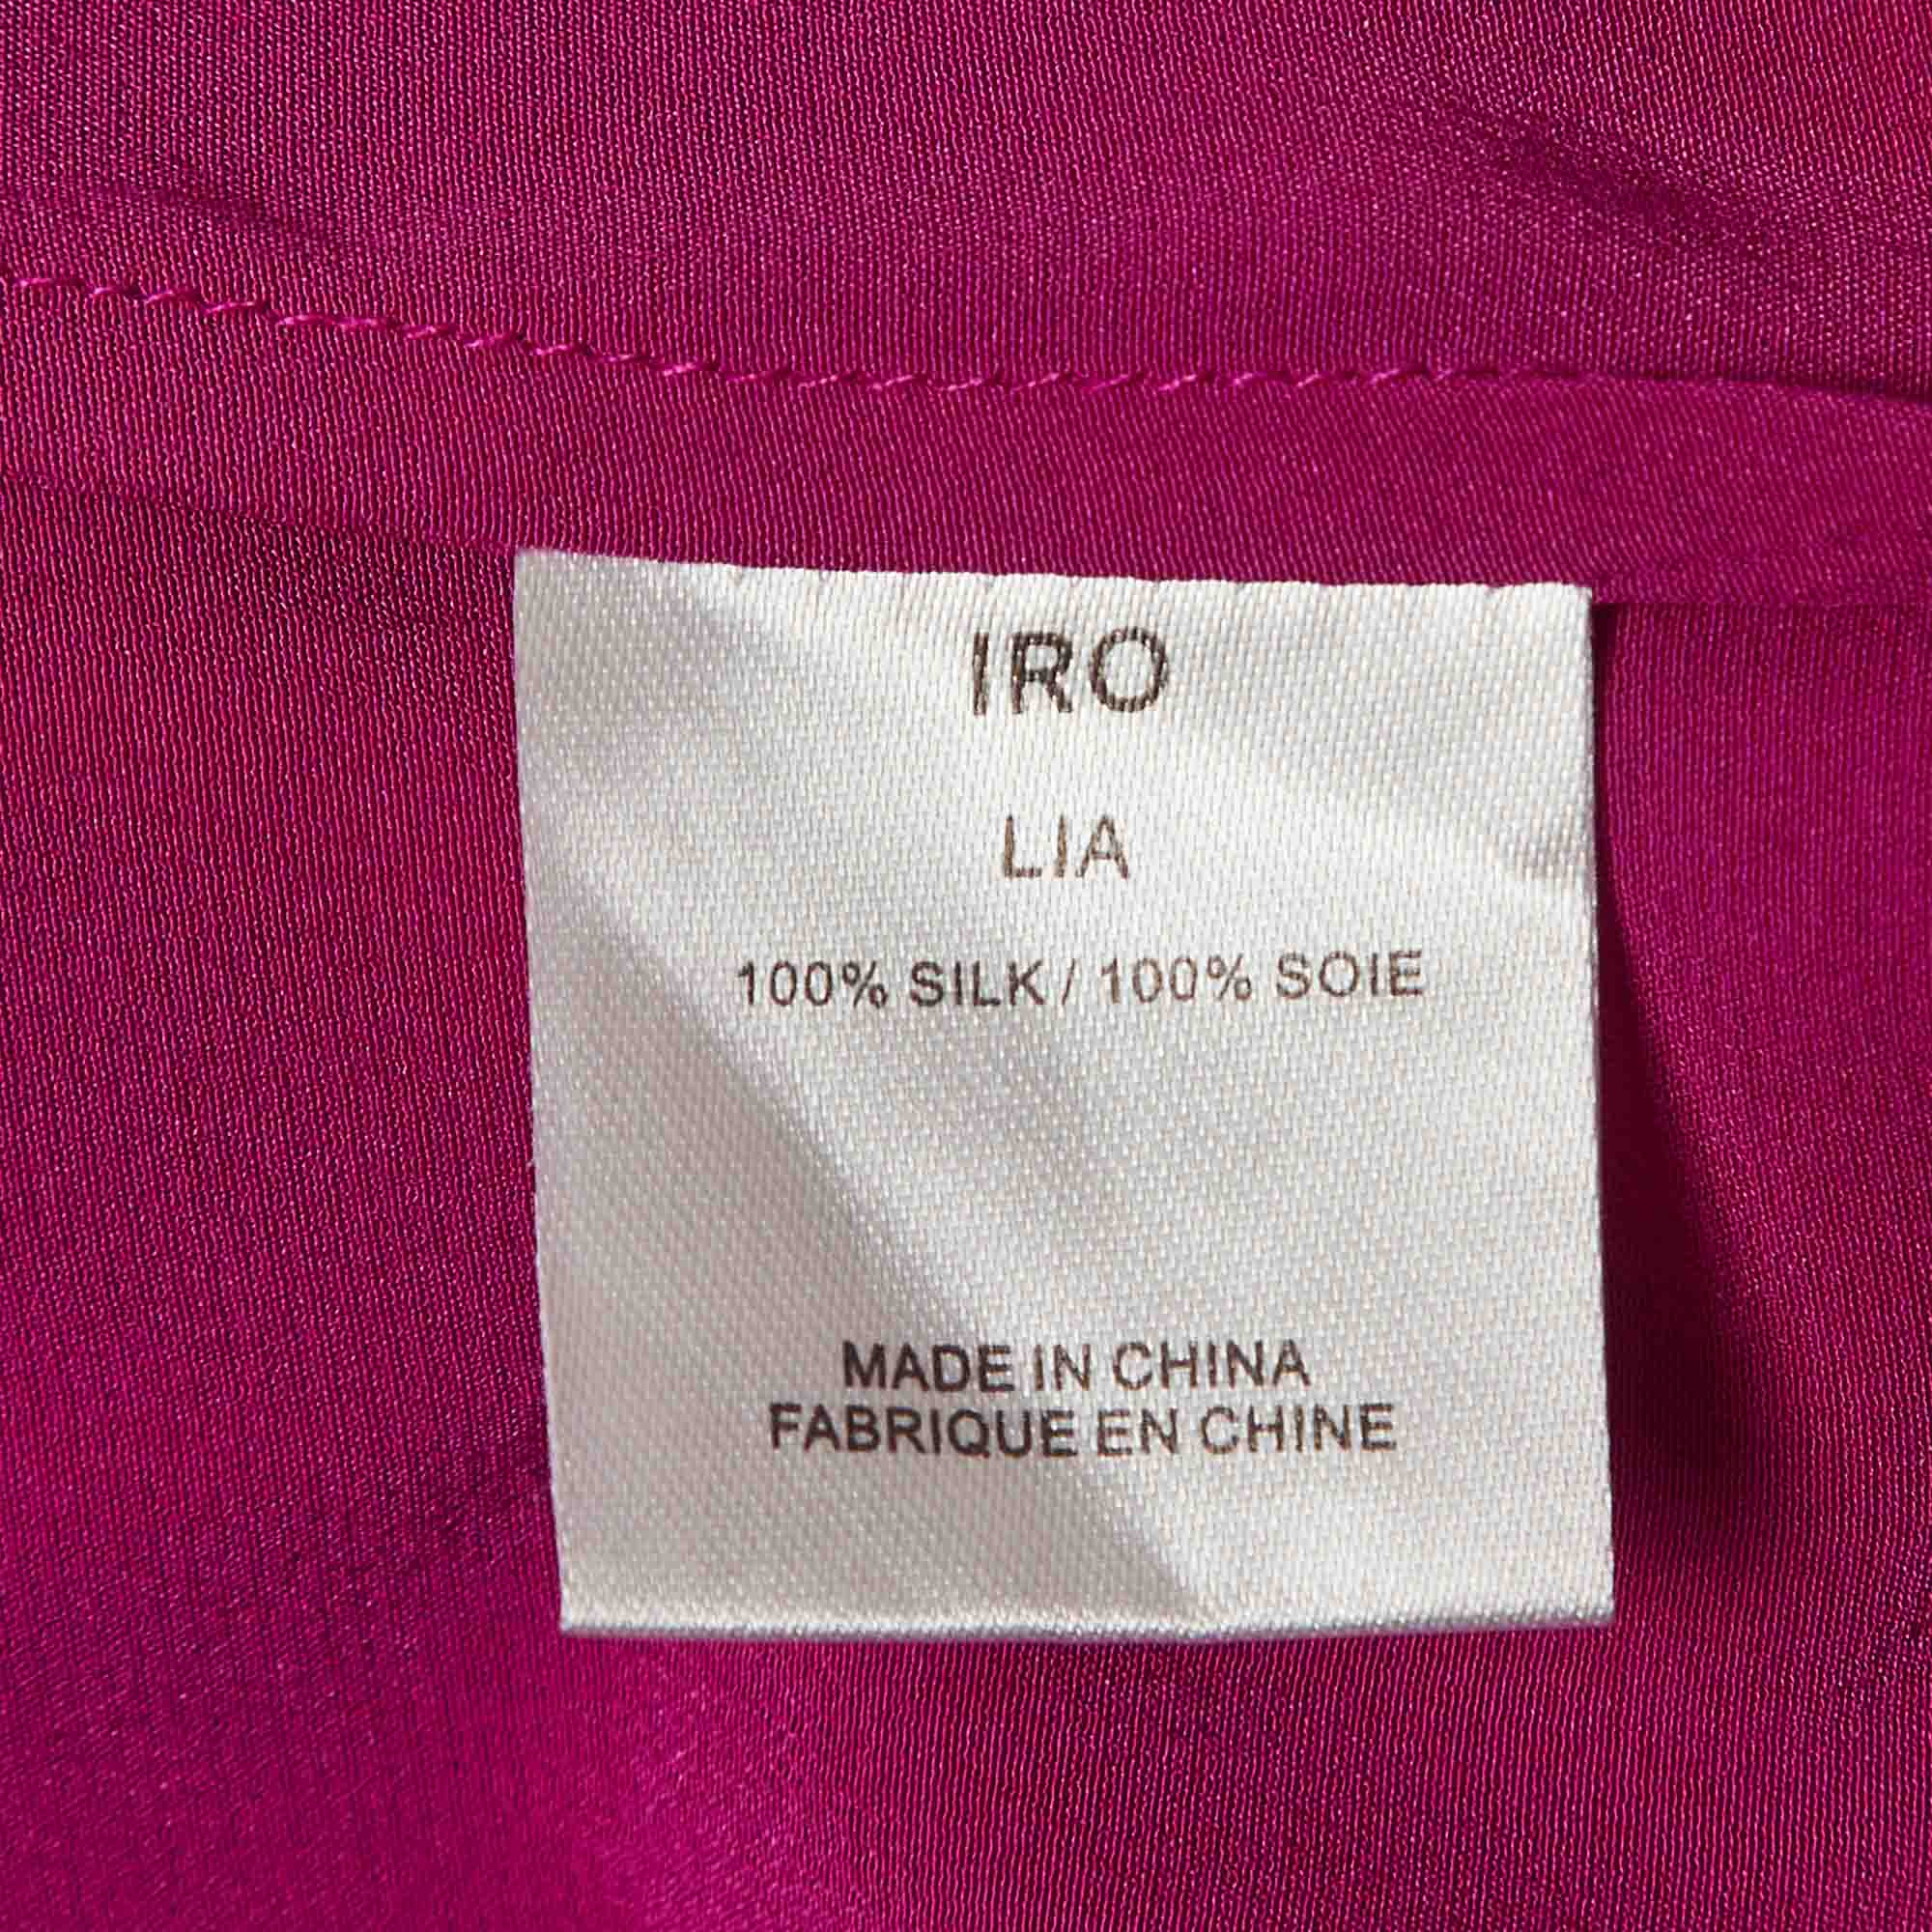 IRO
LIA
100% SILK / 100% SOIE
MADE IN CHINA
FABRIQUE EN CHINE